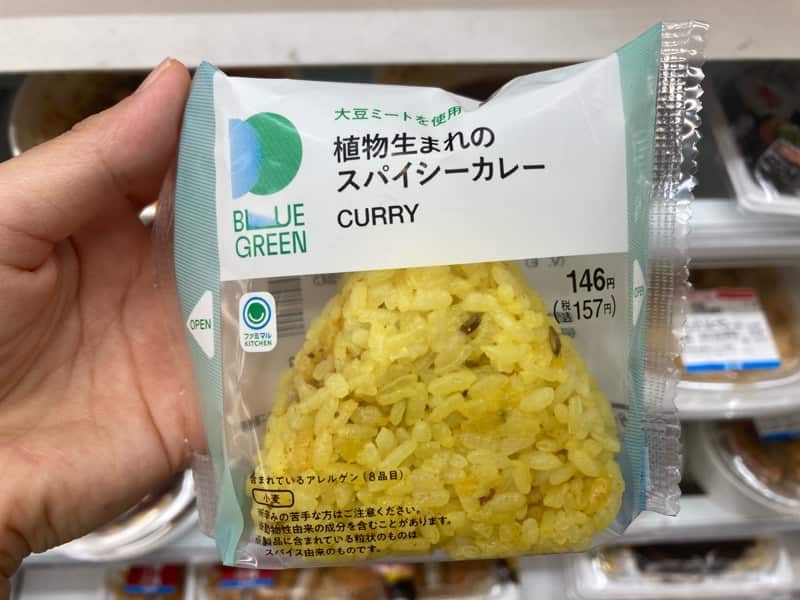 大豆ミートを使用
植物生まれの
スパイシーカレー
CURRY
BLUE
GREEN
146円
(税込157円)
OPEN
OPEN
ファミマル
KITCHEN
含まれているアレルゲン(8品目)
小麦
辛みの苦手な方はご注意ください。
動物性由来の成分を含むことがあります。
製品に含まれている粒状のものは
スパイス由来のものです。